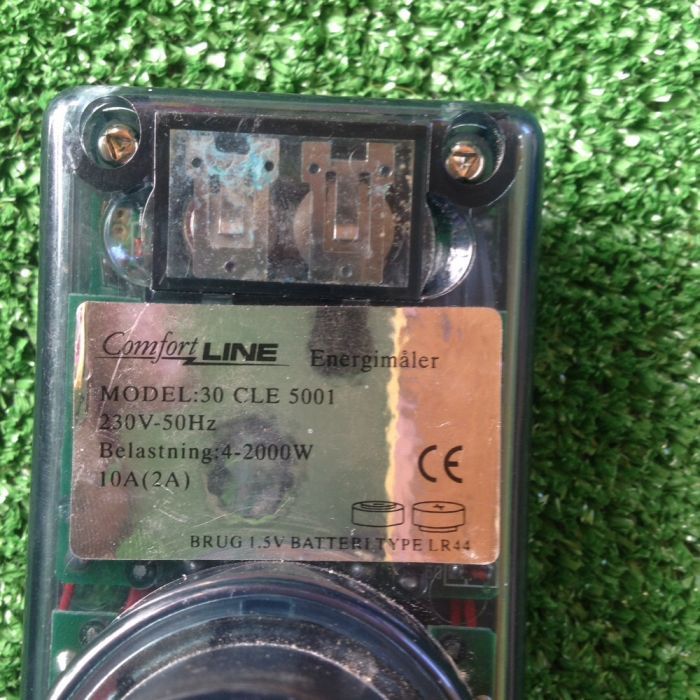 Comfort LINE Energimåler
MODEL:30 CLE 5001
230V-50Hz
Belastning:4-2000W
10A(2A)
CE
BRUG 1.5V BATTERI TYPE LR44